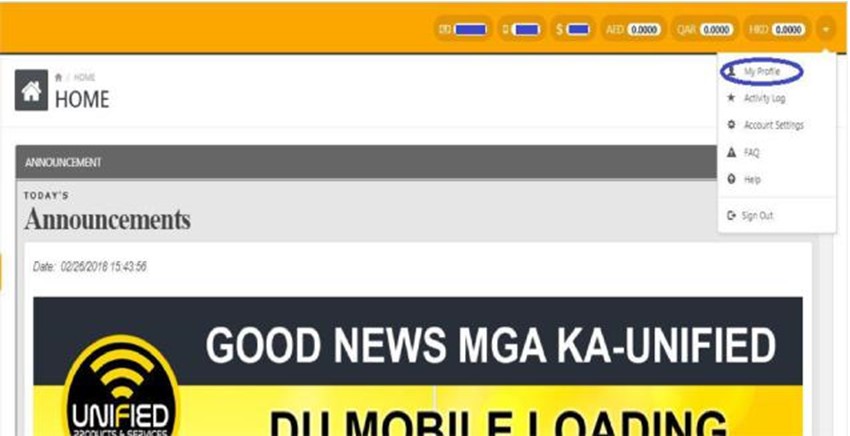 $
AED 0.0000
QAR 0.0000
HKD 0.0000
/ HOME
HOME
My Profile
Activity Log
Account Settings
FAQ
Help
Sign Out
ANNOUNCEMENT
TODAY'S
Announcements
Date: 02/26/2018 15:43:56
GOOD NEWS MGA KA-UNIFIED
UNIFIED
PRODUCTS & SERVICES
DU MOBILE LOADING